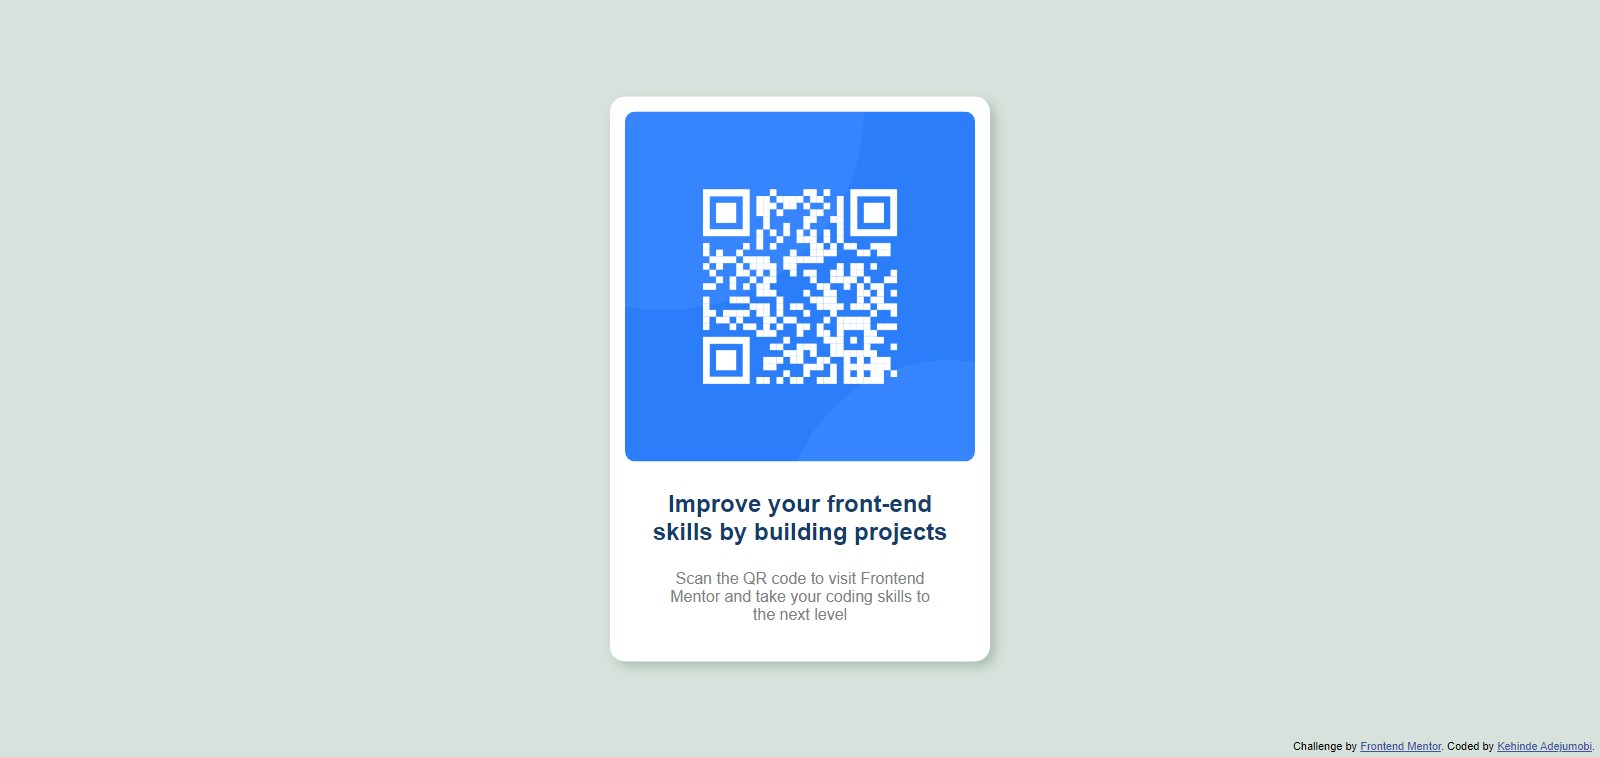 Improve your front-end
skills by building projects
Scan the QR code to visit Frontend
Mentor and take your coding skills to
the next level
Challenge by Frontend Mentor. Coded by Kehinde Adejumobi.